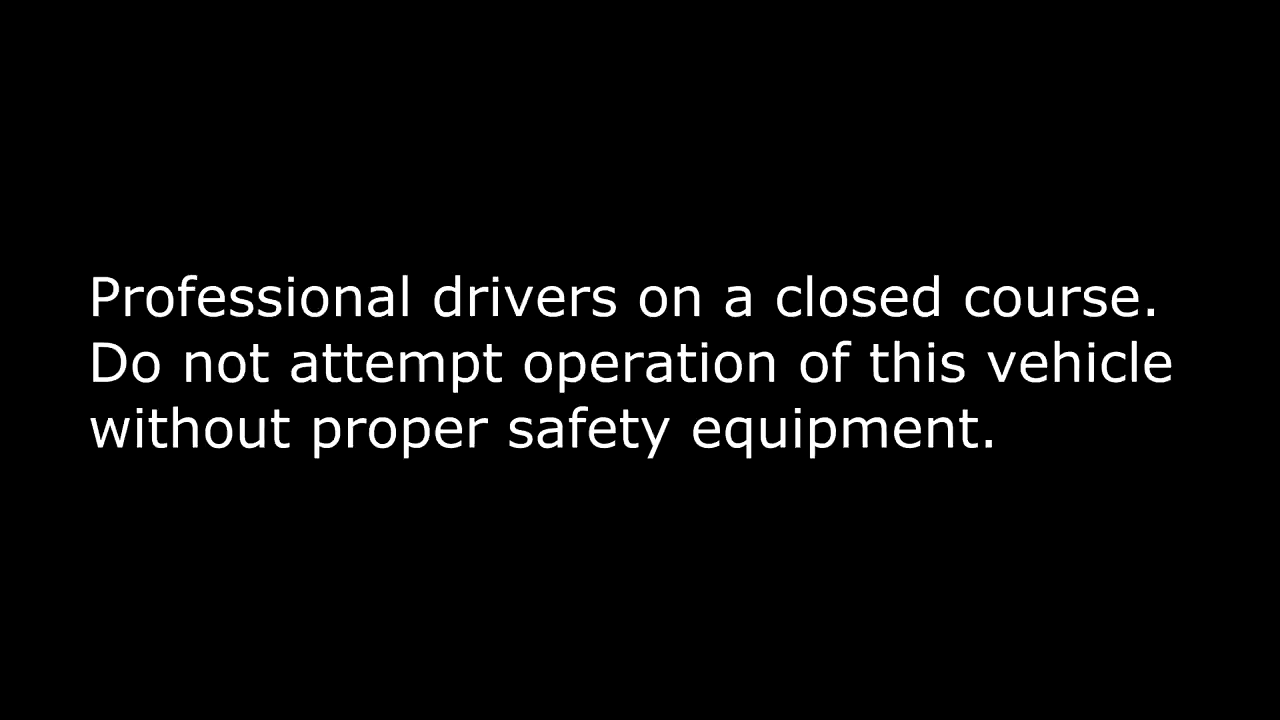 Professional drivers on a closed course.
Do not attempt operation of this vehicle
without proper safety equipment.